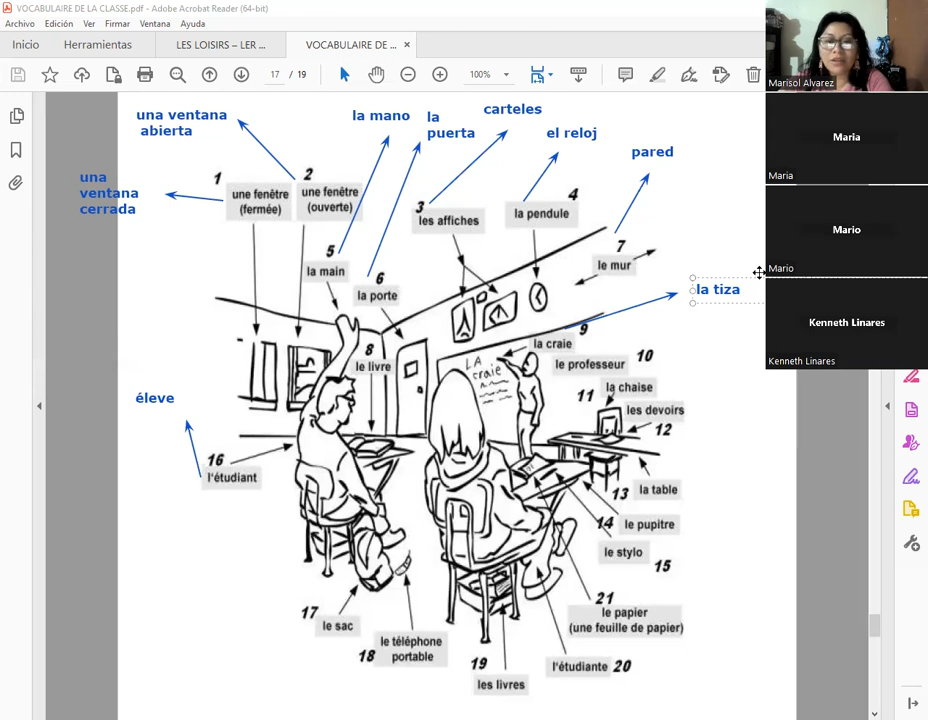 VOCABULAIRE DE LA CLASSE.pdf - Adobe Acrobat Reader (64-bit)
Archivo Edición Ver Firmar Ventana Ayuda
Inicio Herramientas LES LOISIRS – LER ... VOCABULAIRE DE ... ×
17 / 19 100%
Marisol Alvarez
Maria
Maria
Mario
Mario
Kenneth Linares
Kenneth Linares
una ventana
abierta
la mano
la
puerta
carteles
el reloj
pared
una
ventana
cerrada
1
une fenêtre
(fermée)
2
une fenêtre
(ouverte)
3
les affiches
4
la pendule
5
la main
6
la porte
7
le mur
la tiza
8
le livre
9
la craie
LA
craie
le professeur 10
11 la chaise
les devoirs
12
éleve
16
l'étudiant
13 la table
14 le pupitre
le stylo
15
17
le sac
18 le téléphone
portable
19
les livres
21
le papier
(une feuille de papier)
l'étudiante 20